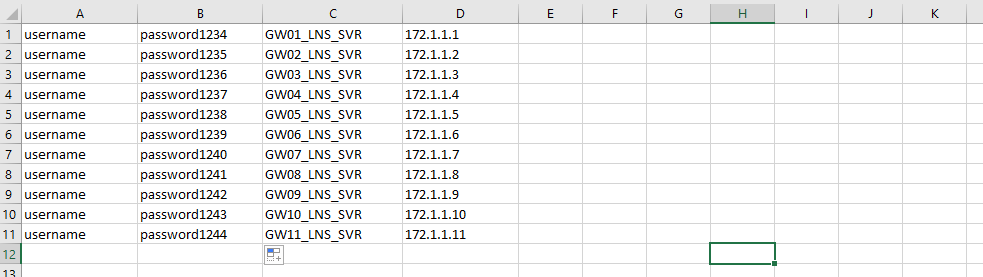 A B C D E F G H I J K
1 username password1234 GW01_LNS_SVR 172.1.1.1
2 username password1235 GW02_LNS_SVR 172.1.1.2
3 username password1236 GW03_LNS_SVR 172.1.1.3
4 username password1237 GW04_LNS_SVR 172.1.1.4
5 username password1238 GW05_LNS_SVR 172.1.1.5
6 username password1239 GW06_LNS_SVR 172.1.1.6
7 username password1240 GW07_LNS_SVR 172.1.1.7
8 username password1241 GW08_LNS_SVR 172.1.1.8
9 username password1242 GW09_LNS_SVR 172.1.1.9
10 username password1243 GW10_LNS_SVR 172.1.1.10
11 username password1244 GW11_LNS_SVR 172.1.1.11
12
13